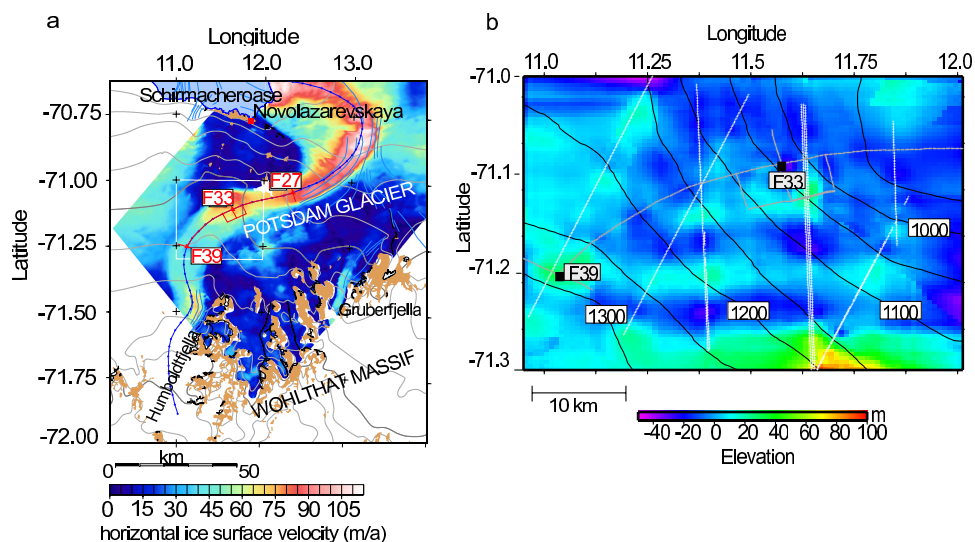 a
Longitude
11.0 12.0 13.0
Latitude
-70.75
-71.00
-71.25
-71.50
-71.75
-72.00
Schirmacheroase
Novolazarevskaya
F27
F33
POTSDAM GLACIER
F39
Gruberfjella
Humboldtfjella
WOHLTHAT MASSIF
km
0 50
0 15 30 45 60 75 90 105
horizontal ice surface velocity (m/a)
b
Longitude
11.0 11.25 11.5 11.75 12.0
Latitude
-71.0
-71.1
-71.2
-71.3
F33
1000
F39
1300
1200
1100
10 km
-40 -20 0 20 40 60 80 100
m
Elevation